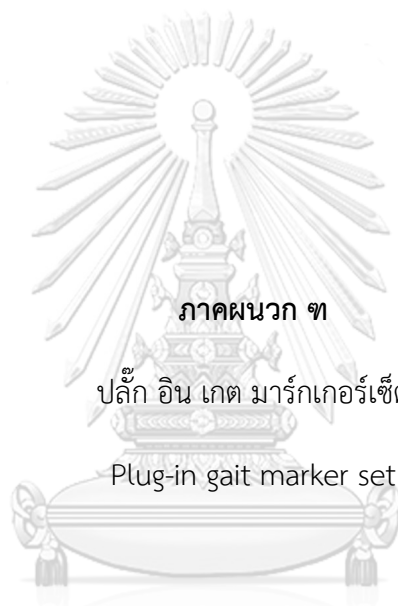 ภาคผนวก ฑ
ปลั๊ก อิน เกต มาร์กเกอร์เซ็ต
Plug-in gait marker set